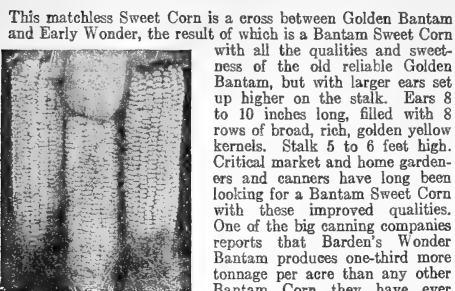 This matchless Sweet Corn is a cross between Golden Bantam
and Early Wonder, the result of which is a Bantam Sweet Corn
with all the qualities and sweet-
ness of the old reliable Golden
Bantam, but with larger ears set
up higher on the stalk. Ears 8
to 10 inches long, filled with 8
rows of broad, rich, golden yellow
kernels. Stalk 5 to 6 feet high.
Critical market and home garden-
ers and canners have long been
looking for a Bantam Sweet Corn
with these improved qualities.
One of the big canning companies
reports that Barden's Wonder
Bantam produces one-third more
tonnage per acre than any other
Bantam Corn they have ever